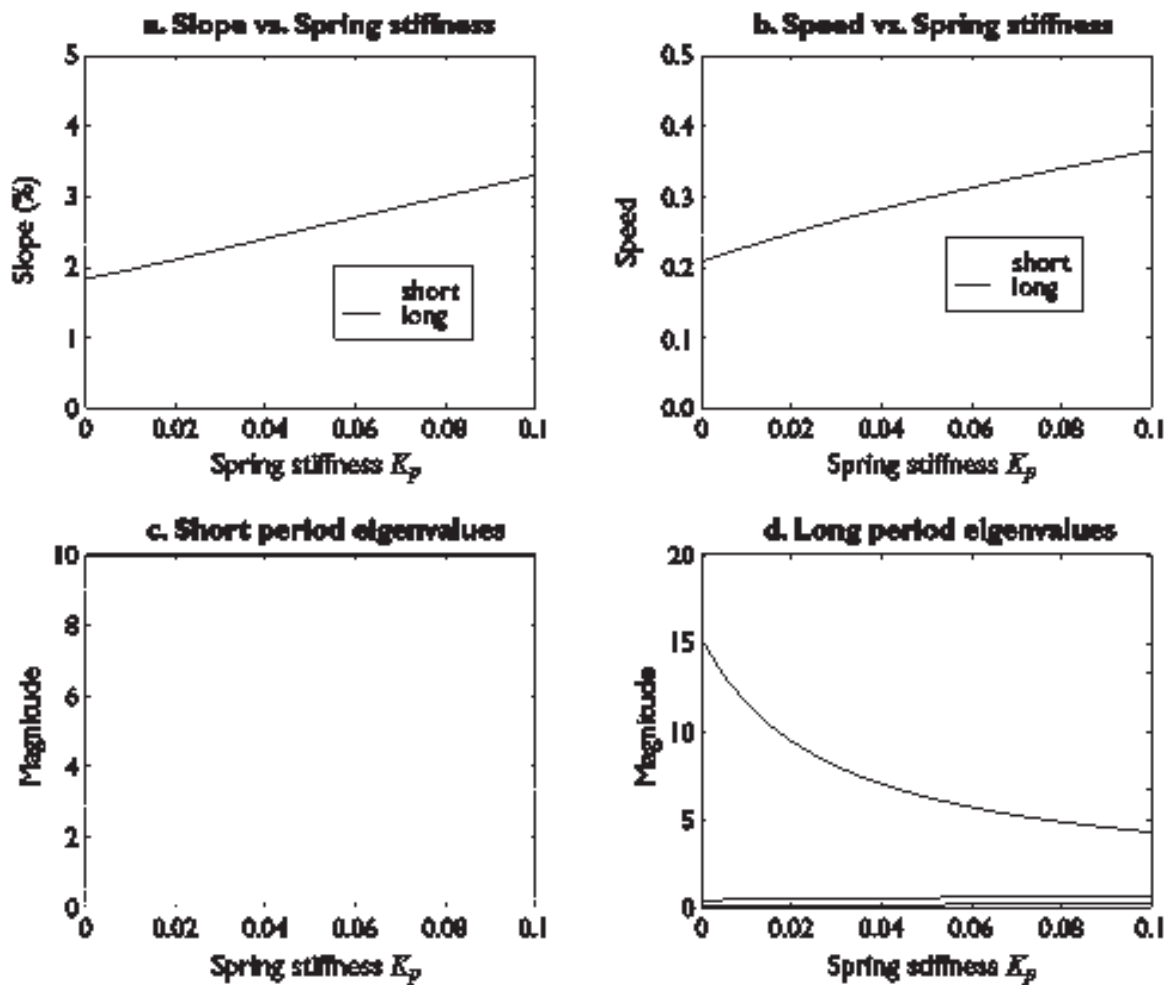 a. Slope vs. Spring stiffness
5
4
3
2
1
0
Slope (%)
short
long
0 0.02 0.04 0.06 0.08 0.1
Spring stiffness Kp
b. Speed vs. Spring stiffness
0.5
0.4
0.3
0.2
0.1
0.0
Speed
short
long
0 0.02 0.04 0.06 0.08 0.1
Spring stiffness Kp
c. Short period eigenvalues
10
8
6
4
2
0
Magnitude
0 0.02 0.04 0.06 0.08 0.1
Spring stiffness Kp
d. Long period eigenvalues
20
15
10
5
0
Magnitude
0 0.02 0.04 0.06 0.08 0.1
Spring stiffness Kp